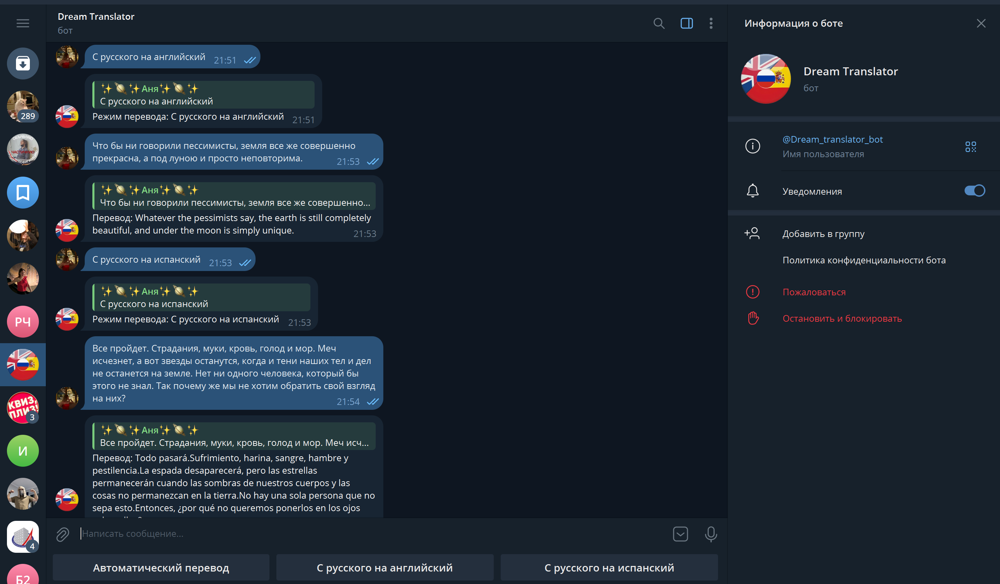 Dream Translator
бот
С русского на английский 21:51
✨🪐✨Аня✨🪐✨
С русского на английский
Режим перевода: С русского на английский 21:51
Что бы ни говорили пессимисты, земля все же совершенно
прекрасна, а под луною и просто неповторима. 21:53
✨🪐✨Аня✨🪐✨
Что бы ни говорили пессимисты, земля все же совершенно...
Перевод: Whatever the pessimists say, the earth is still completely
beautiful, and under the moon is simply unique. 21:53
С русского на испанский 21:53
✨🪐✨Аня✨🪐✨
С русского на испанский
Режим перевода: С русского на испанский 21:53
Все пройдет. Страдания, муки, кровь, голод и мор. Меч
исчезнет, а вот звезды останутся, когда и тени наших тел и дел
не останется на земле. Нет ни одного человека, который бы
этого не знал. Так почему же мы не хотим обратить свой взгляд
на них? 21:54
✨🪐✨Аня✨🪐✨
Все пройдет. Страдания, муки, кровь, голод и мор. Меч исч...
Перевод: Todo pasará.Sufrimiento, harina, sangre, hambre y
pestilencia.La espada desaparecerá, pero las estrellas
permanecerán cuando las sombras de nuestros cuerpos y las
cosas no permanezcan en la tierra.No hay una sola persona que no
sepa esto.Entonces, ¿por qué no queremos ponerlos en los ojos
Написать сообщение...
Автоматический перевод
С русского на английский
С русского на испанский
289
ОБЪЯВЛЯЮ
ЧАСТИЧНУЮ
ПОФИГИЗАЦИЮ
РЧ
КВИЗ,
ПЛИЗ!
3
И
4
Б2
Информация о боте
Dream Translator
бот
@Dream_translator_bot
Имя пользователя
Уведомления
Добавить в группу
Политика конфиденциальности бота
Пожаловаться
Остановить и блокировать